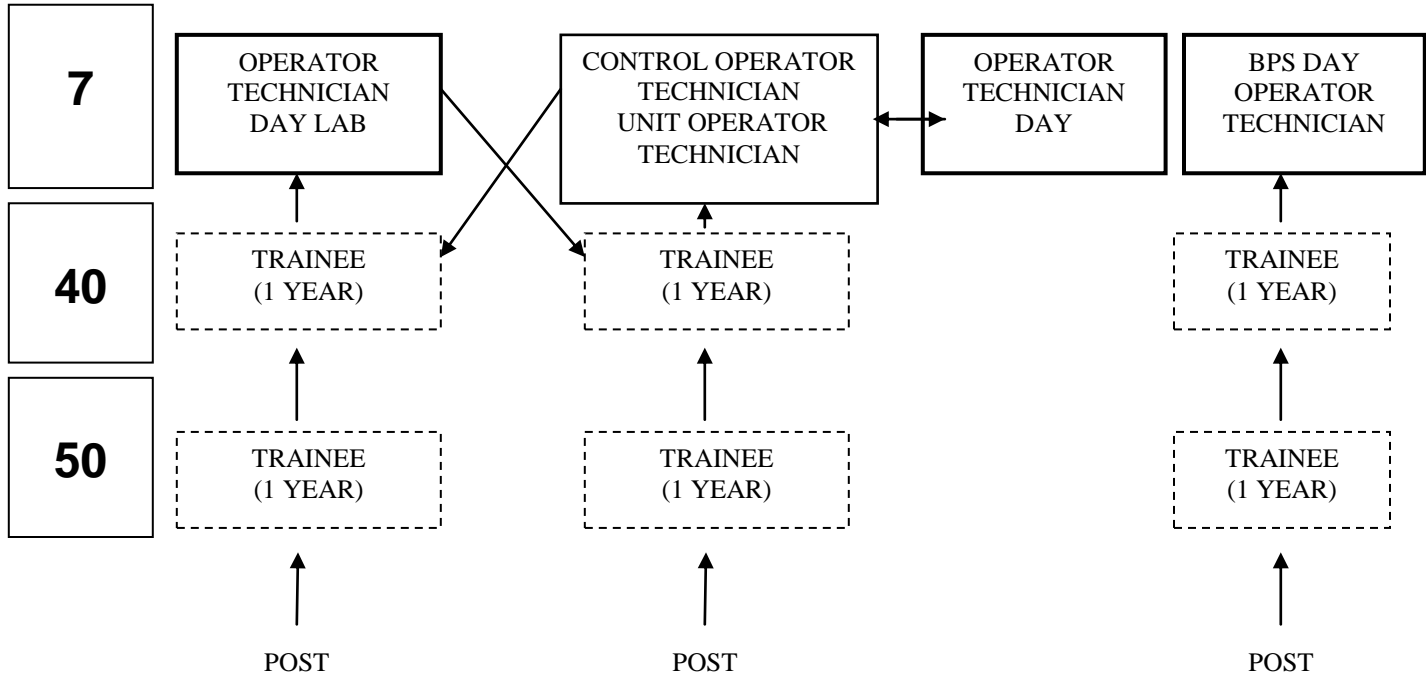 7
OPERATOR
TECHNICIAN
DAY LAB
CONTROL OPERATOR
TECHNICIAN
UNIT OPERATOR
TECHNICIAN
OPERATOR
TECHNICIAN
DAY
BPS DAY
OPERATOR
TECHNICIAN
40
TRAINEE
(1 YEAR)
TRAINEE
(1 YEAR)
TRAINEE
(1 YEAR)
50
TRAINEE
(1 YEAR)
TRAINEE
(1 YEAR)
TRAINEE
(1 YEAR)
POST
POST
POST